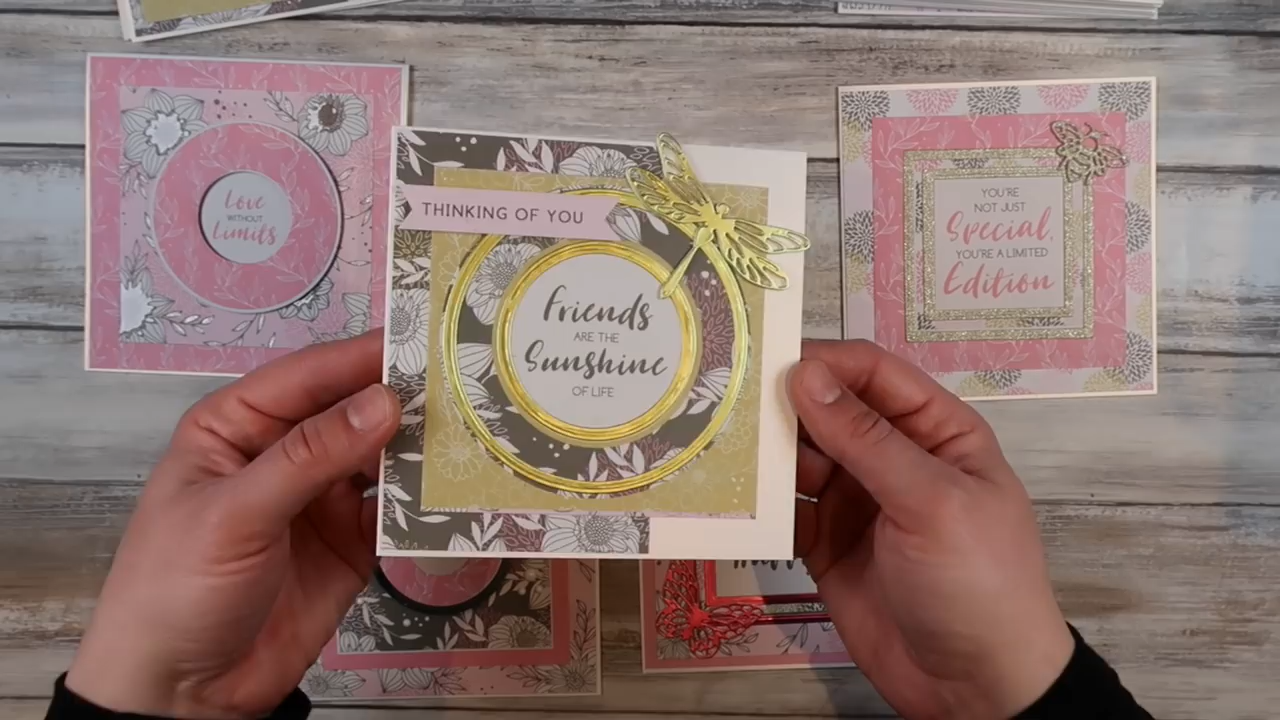 Love
WITHOUT
Limits
THINKING OF YOU
Friends
ARE THE
Sunshine
OF LIFE
YOU'RE
NOT JUST
Special,
YOU'RE A LIMITED
Edition